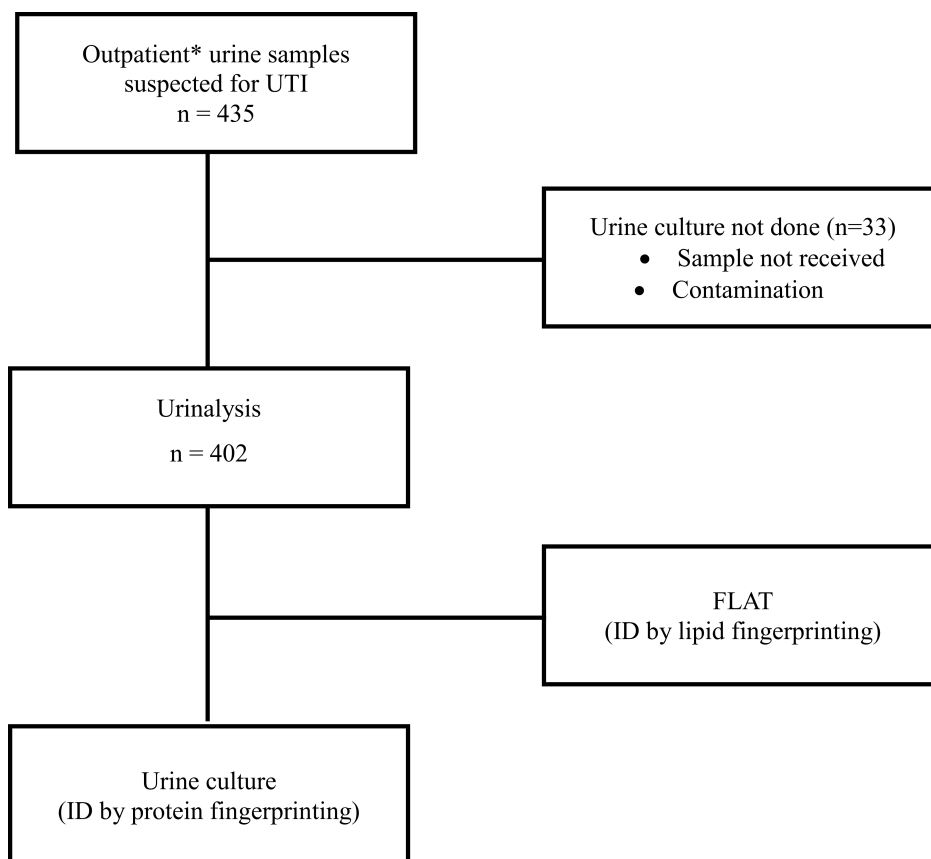 Outpatient* urine samples
suspected for UTI
n = 435
Urine culture not done (n=33)
• Sample not received
• Contamination
Urinalysis
n = 402
FLAT
(ID by lipid fingerprinting)
Urine culture
(ID by protein fingerprinting)